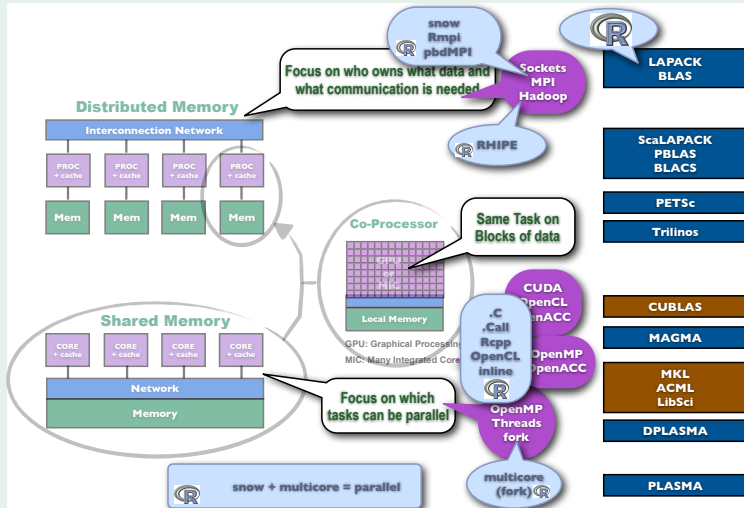 snow
Rmpi
pbdMPI
R
R
Focus on who owns what data and
what communication is needed
Sockets
MPI
Hadoop
LAPACK
BLAS
Distributed Memory
Interconnection Network
R RHIPE
PROC
+ cache
PROC
+ cache
PROC
+ cache
PROC
+ cache
Mem
Mem
Mem
Mem
ScaLAPACK
PBLAS
BLACS
PETSc
Trilinos
Co-Processor
Same Task on
Blocks of data
GPU
or
MIC
Local Memory
GPU: Graphical Processing
MIC: Many Integrated Core
CUDA
OpenCL
.C
.Call
Rcpp
OpenCL
inline
R
OpenMP
OpenACC
CUBLAS
MAGMA
MKL
ACML
LibSci
DPLASMA
PLASMA
Shared Memory
CORE
+ cache
CORE
+ cache
CORE
+ cache
CORE
+ cache
Network
Memory
Focus on which
tasks can be parallel
OpenMP
Threads
fork
R snow + multicore = parallel
multicore
(fork) R